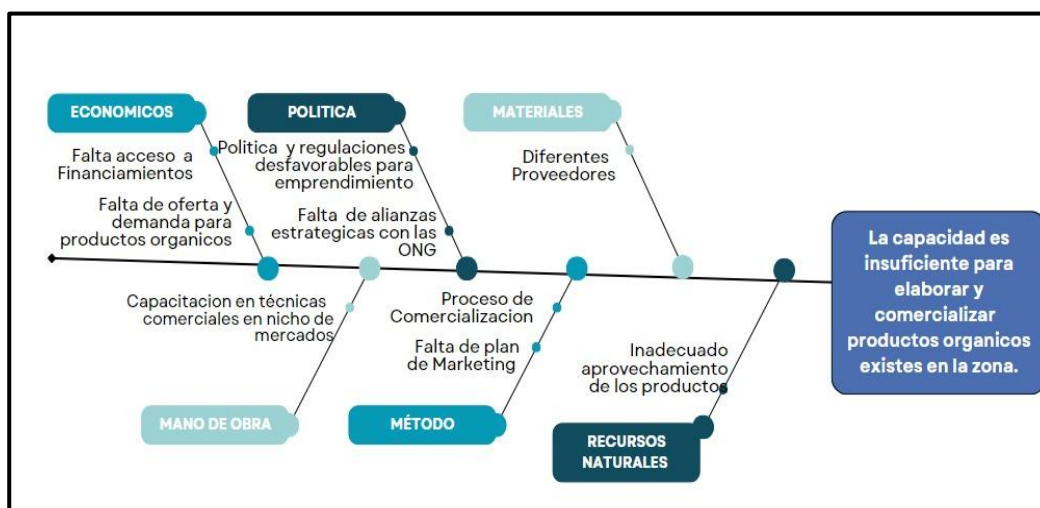 ECONOMICOS
Falta acceso a
Financiamientos
Falta de oferta y
demanda para
productos organicos
POLITICA
Politica y regulaciones
desfavorables para
emprendimiento
Falta de alianzas
estrategicas con las
ONG
MATERIALES
Diferentes
Proveedores
La capacidad es
insuficiente para
elaborar y
comercializar
productos organicos
existes en la zona.
Capacitacion en técnicas
comerciales en nicho de
mercados
MANO DE OBRA
Proceso de
Comercializacion
Falta de plan
de Marketing
MÉTODO
Inadecuado
aprovechamiento
de los productos
RECURSOS
NATURALES